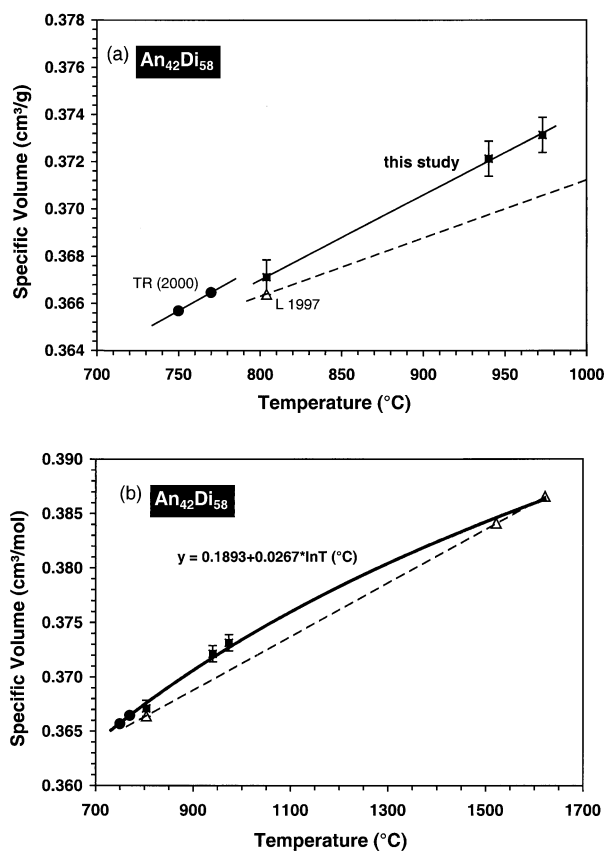 0.378
(a) An₄₂Di₅₈
0.376
0.374
this study
0.372
0.370
0.368
TR (2000)
L 1997
0.366
0.364
700 750 800 850 900 950 1000
Specific Volume (cm³/g)
Temperature (°C)
0.390
(b) An₄₂Di₅₈
0.385
y = 0.1893+0.0267*lnT (°C)
0.380
0.375
0.370
0.365
0.360
700 900 1100 1300 1500 1700
Specific Volume (cm³/mol)
Temperature (°C)